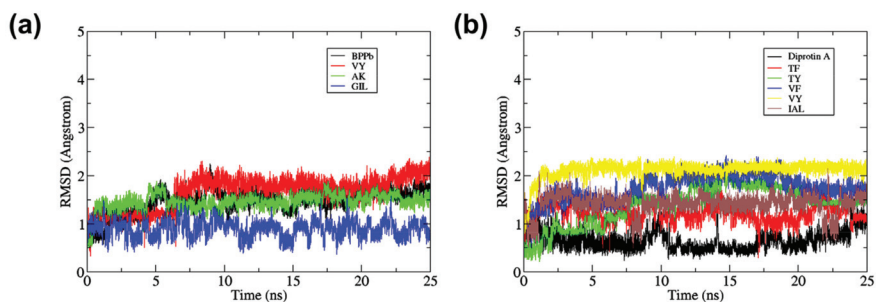 (a)
5
4
3
2
1
0
RMSD (Angstrom)
0 5 10 15 20 25
Time (ns)
BPPb
VY
AK
GIL
(b)
5
4
3
2
1
0
RMSD (Angstrom)
0 5 10 15 20 25
Time (ns)
Diprotin A
TF
TY
VF
VY
IAL